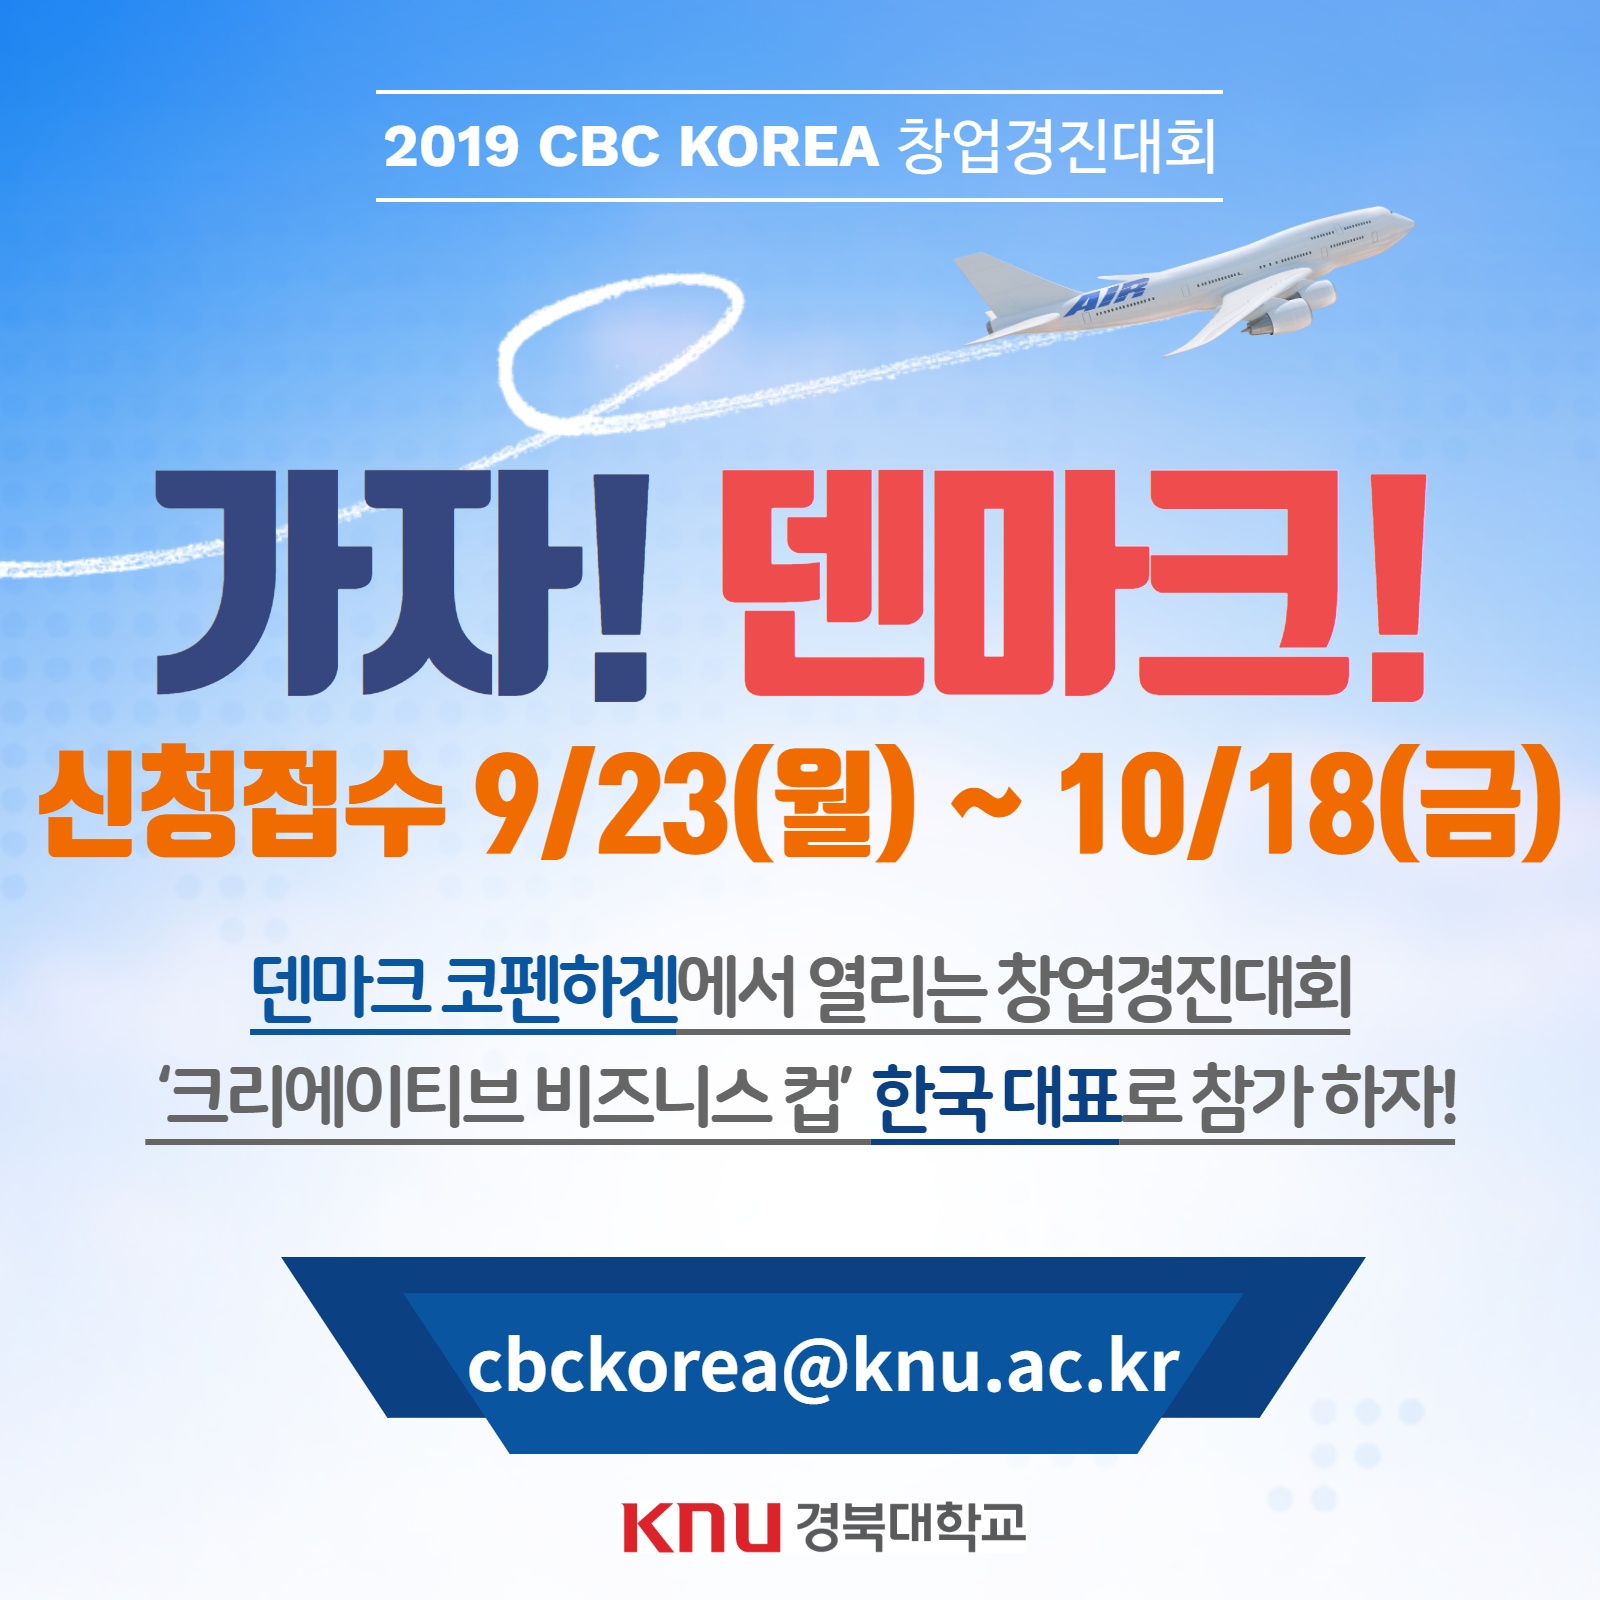 2019 CBC KOREA 창업경진대회
AIR
가자! 덴마크!
신청접수 9/23(월) ~ 10/18(금)
덴마크 코펜하겐에서 열리는 창업경진대회
‘크리에이티브 비즈니스 컵’ 한국 대표로 참가 하자!
cbckorea@knu.ac.kr
KNU 경북대학교